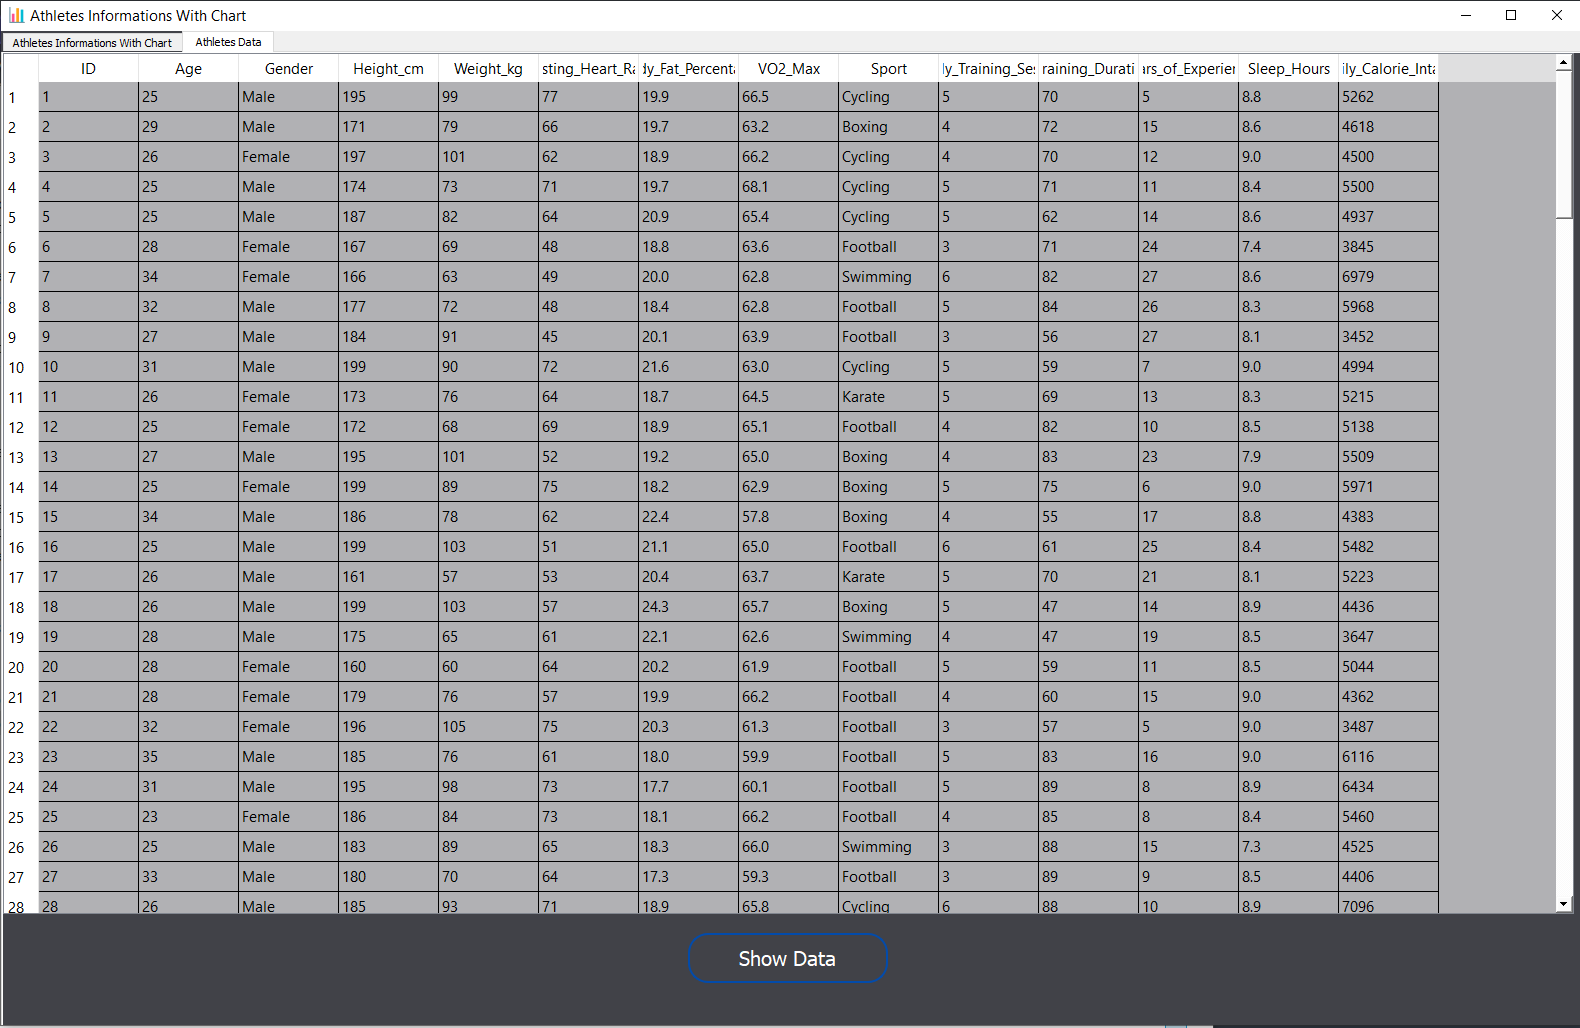 Athletes Informations With Chart
Athletes Informations With Chart Athletes Data
ID Age Gender Height_cm Weight_kg sting_Heart_Ra dy_Fat_Percenta VO2_Max Sport ly_Training_Ses raining_Durati ars_of_Experien Sleep_Hours ily_Calorie_Inta
1 1 25 Male 195 99 77 19.9 66.5 Cycling 5 70 5 8.8 5262
2 2 29 Male 171 79 66 19.7 63.2 Boxing 4 72 15 8.6 4618
3 3 26 Female 197 101 62 18.9 66.2 Cycling 4 70 12 9.0 4500
4 4 25 Male 174 73 71 19.7 68.1 Cycling 5 71 11 8.4 5500
5 5 25 Male 187 82 64 20.9 65.4 Cycling 5 62 14 8.6 4937
6 6 28 Female 167 69 48 18.8 63.6 Football 3 71 24 7.4 3845
7 7 34 Female 166 63 49 20.0 62.8 Swimming 6 82 27 8.6 6979
8 8 32 Male 177 72 48 18.4 62.8 Football 5 84 26 8.3 5968
9 9 27 Male 184 91 45 20.1 63.9 Football 3 56 27 8.1 3452
10 10 31 Male 199 90 72 21.6 63.0 Cycling 5 59 7 9.0 4994
11 11 26 Female 173 76 64 18.7 64.5 Karate 5 69 13 8.3 5215
12 12 25 Female 172 68 69 18.9 65.1 Football 4 82 10 8.5 5138
13 13 27 Male 195 101 52 19.2 65.0 Boxing 4 83 23 7.9 5509
14 14 25 Female 199 89 75 18.2 62.9 Boxing 5 75 6 9.0 5971
15 15 34 Male 186 78 62 22.4 57.8 Boxing 4 55 17 8.8 4383
16 16 25 Male 199 103 51 21.1 65.0 Football 6 61 25 8.4 5482
17 17 26 Male 161 57 53 20.4 63.7 Karate 5 70 21 8.1 5223
18 18 26 Male 199 103 57 24.3 65.7 Boxing 5 47 14 8.9 4436
19 19 28 Male 175 65 61 22.1 62.6 Swimming 4 47 19 8.5 3647
20 20 28 Female 160 60 64 20.2 61.9 Football 5 59 11 8.5 5044
21 21 28 Female 179 76 57 19.9 66.2 Football 4 60 15 9.0 4362
22 22 32 Female 196 105 75 20.3 61.3 Football 3 57 5 9.0 3487
23 23 35 Male 185 76 61 18.0 59.9 Football 5 83 16 9.0 6116
24 24 31 Male 195 98 73 17.7 60.1 Football 5 89 8 8.9 6434
25 25 23 Female 186 84 73 18.1 66.2 Football 4 85 8 8.4 5460
26 26 25 Male 183 89 65 18.3 66.0 Swimming 3 88 15 7.3 4525
27 27 33 Male 180 70 64 17.3 59.3 Football 3 89 9 8.5 4406
28 28 26 Male 185 93 71 18.9 65.8 Cycling 6 88 10 8.9 7096
Show Data